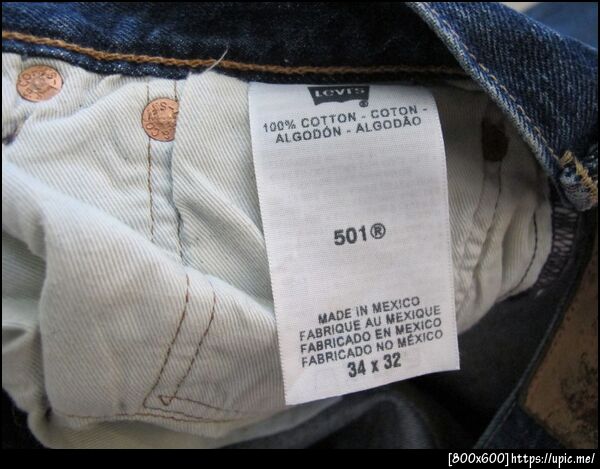 Levi's
®
100% COTTON - COTON -
ALGODÓN - ALGODÃO
501®
MADE IN MEXICO
FABRIQUE AU MEXIQUE
FABRICADO EN MÉXICO
FABRICADO NO MÉXICO
34 x 32
[800x600]https://upic.me/